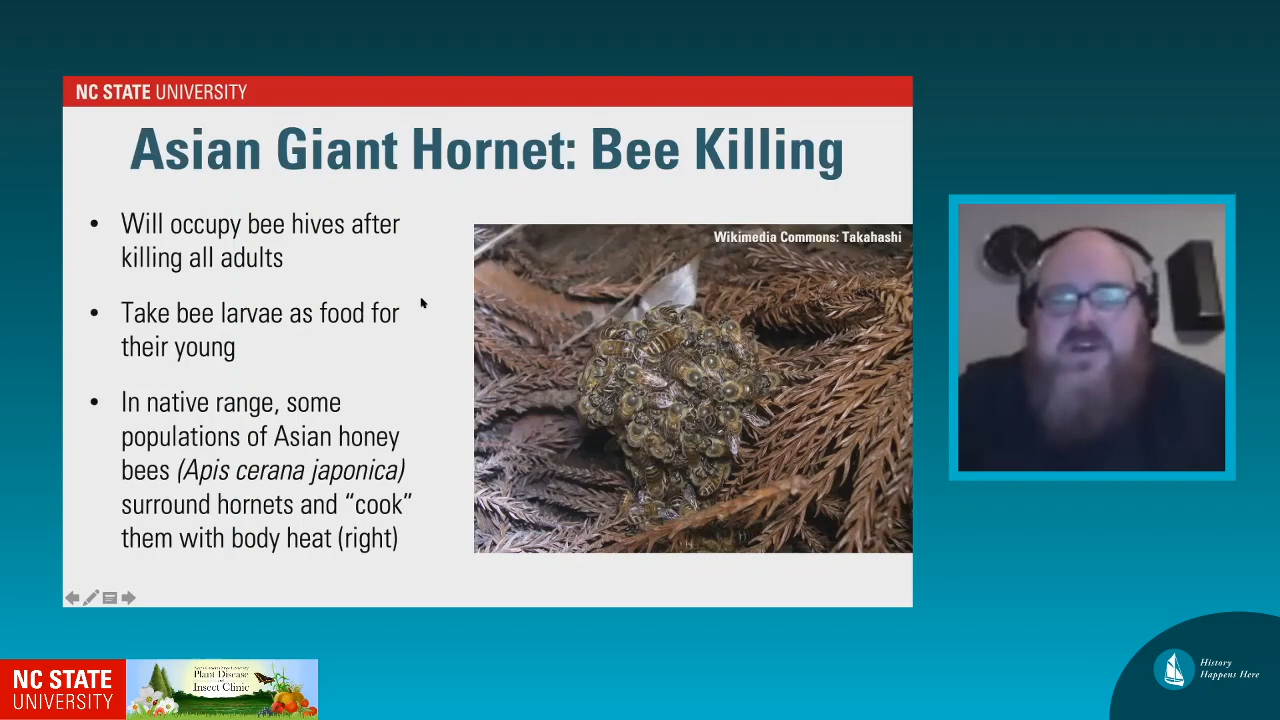 NC STATE UNIVERSITY
Asian Giant Hornet: Bee Killing
• Will occupy bee hives after
killing all adults
• Take bee larvae as food for
their young
• In native range, some
populations of Asian honey
bees (Apis cerana japonica)
surround hornets and “cook”
them with body heat (right)
Wikimedia Commons: Takahashi
NC STATE
UNIVERSITY
Plant Disease
and
Insect Clinic
History
Happens Here